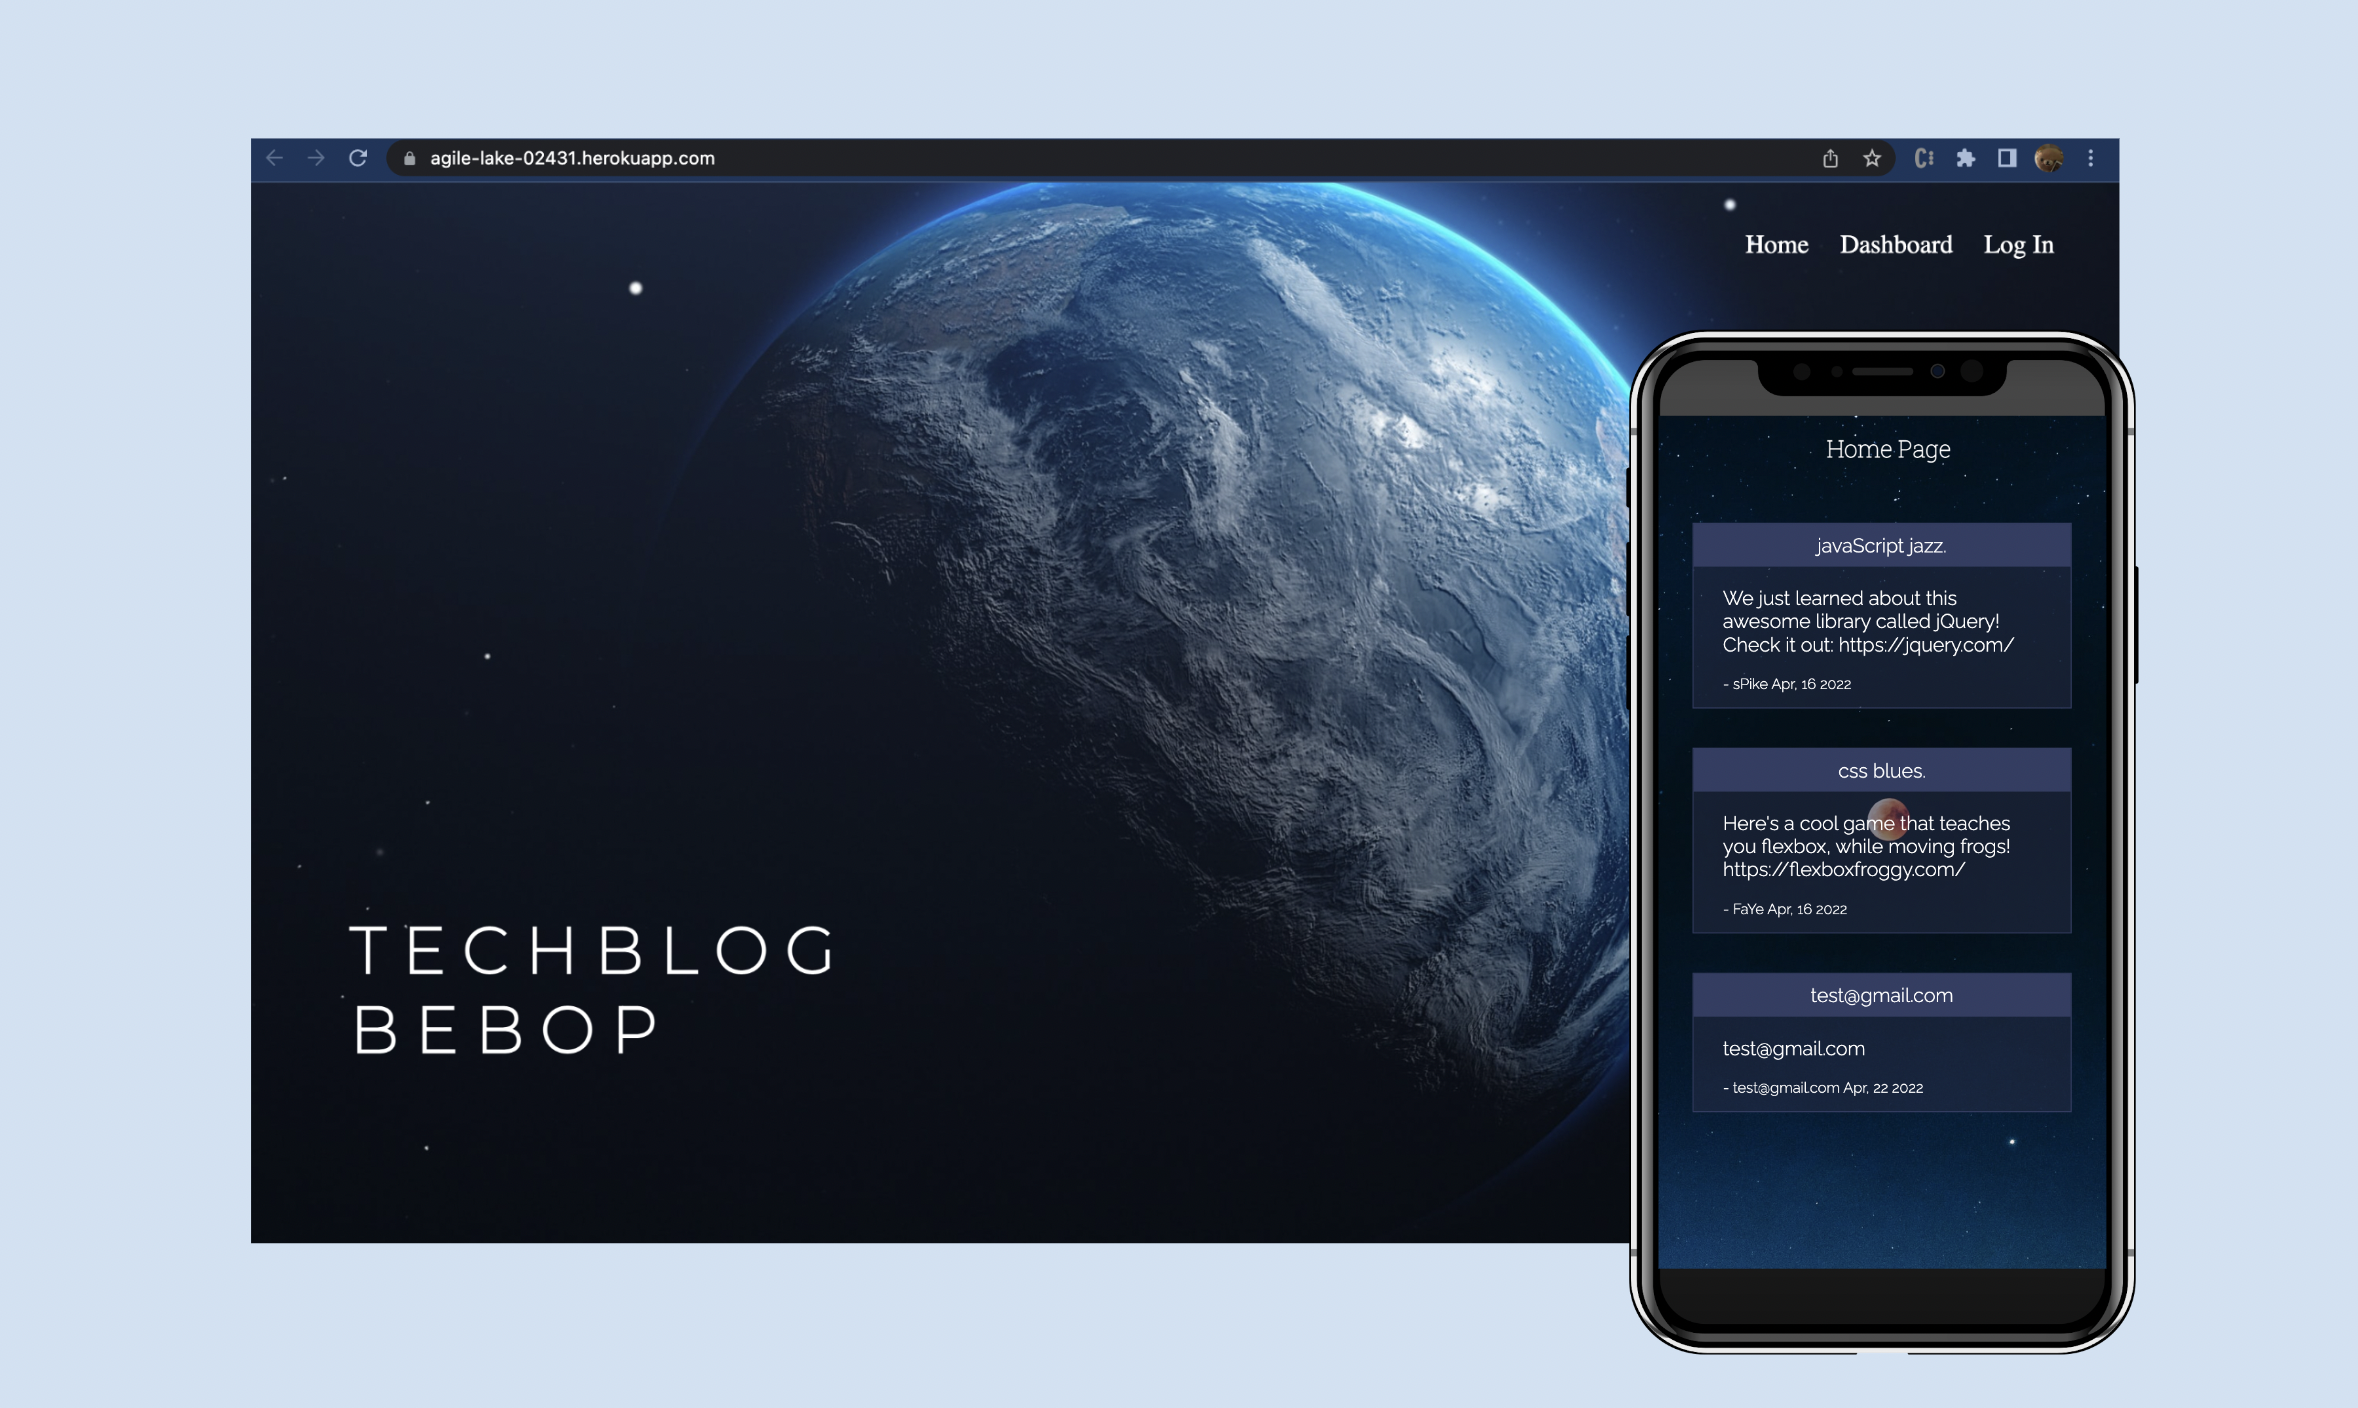 agile-lake-02431.herokuapp.com
Home Dashboard Log In
TECHBLOG
BEBOP
Home Page
javaScript jazz.
We just learned about this
awesome library called jQuery!
Check it out: https://jquery.com/
- sPike Apr, 16 2022
css blues.
Here's a cool game that teaches
you flexbox, while moving frogs!
https://flexboxfroggy.com/
- FaYe Apr, 16 2022
test@gmail.com
test@gmail.com
- test@gmail.com Apr, 22 2022